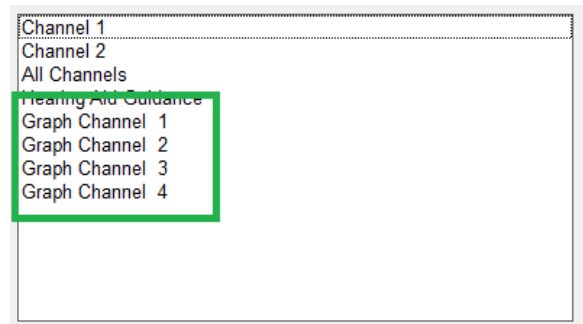 Channel 1
Channel 2
All Channels
Hearing Aid Guidance
Graph Channel  1
Graph Channel  2
Graph Channel  3
Graph Channel  4